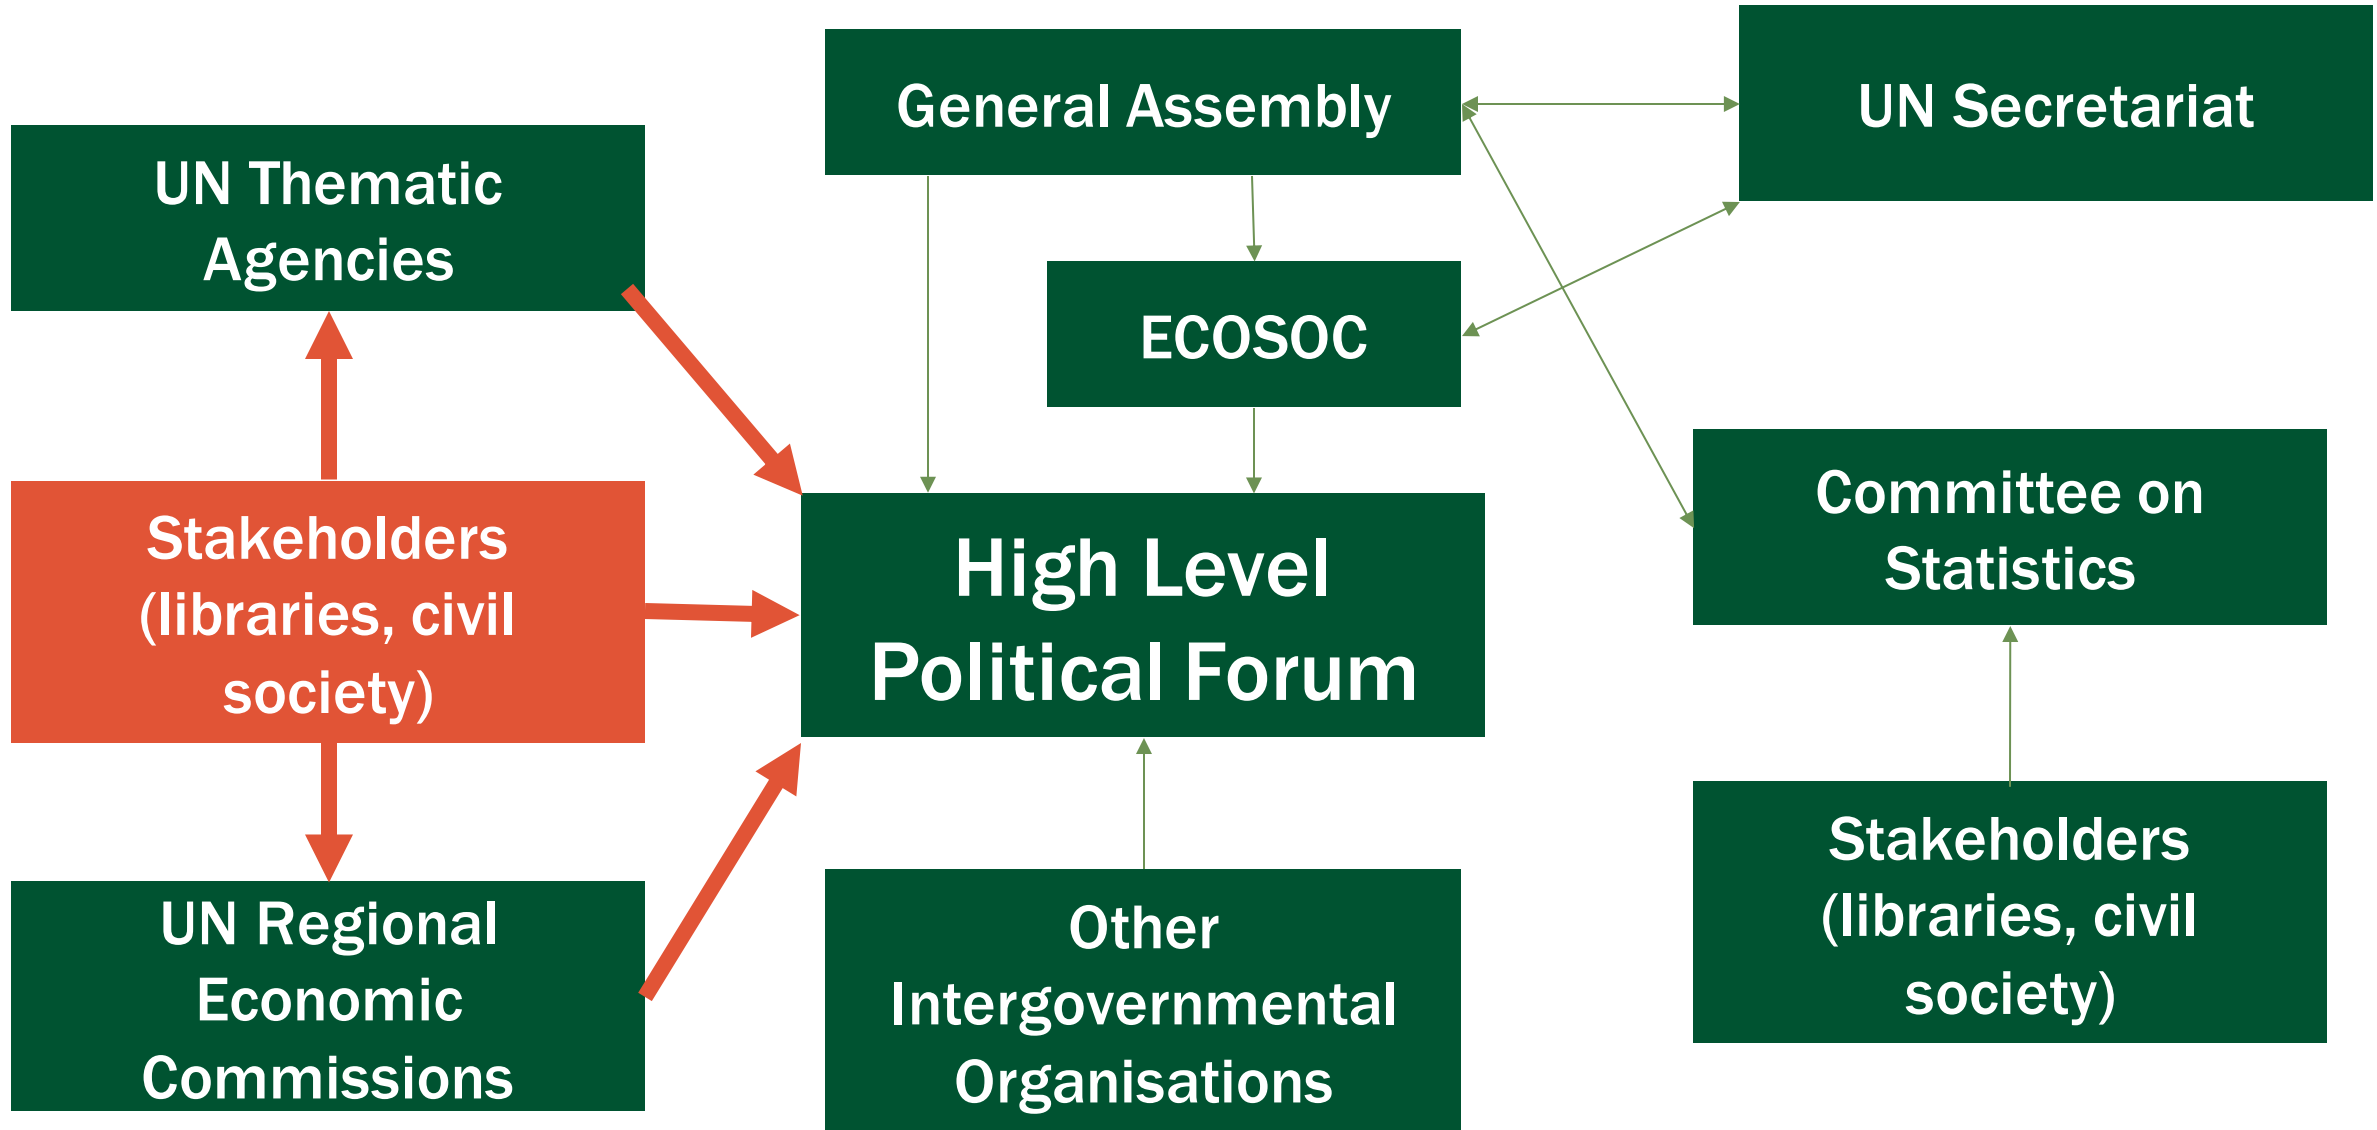 General Assembly
UN Secretariat
UN Thematic
Agencies
ECOSOC
Stakeholders
(libraries, civil
society)
High Level
Political Forum
Committee on
Statistics
UN Regional
Economic
Commissions
Other
Intergovernmental
Organisations
Stakeholders
(libraries, civil
society)